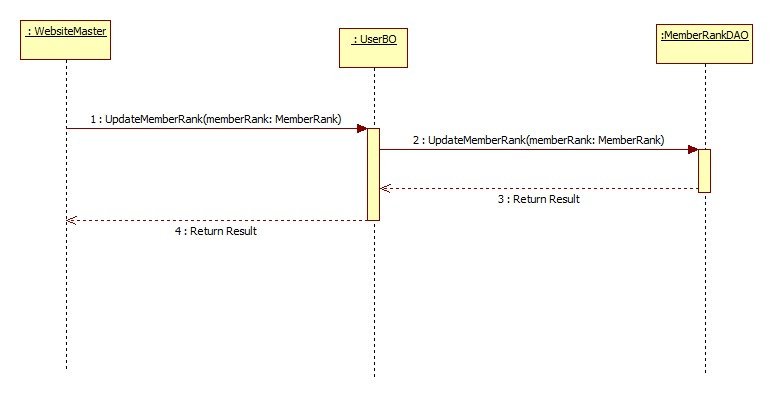 : WebsiteMaster
: UserBO
:MemberRankDAO
1 : UpdateMemberRank(memberRank: MemberRank)
2 : UpdateMemberRank(memberRank: MemberRank)
3 : Return Result
4 : Return Result